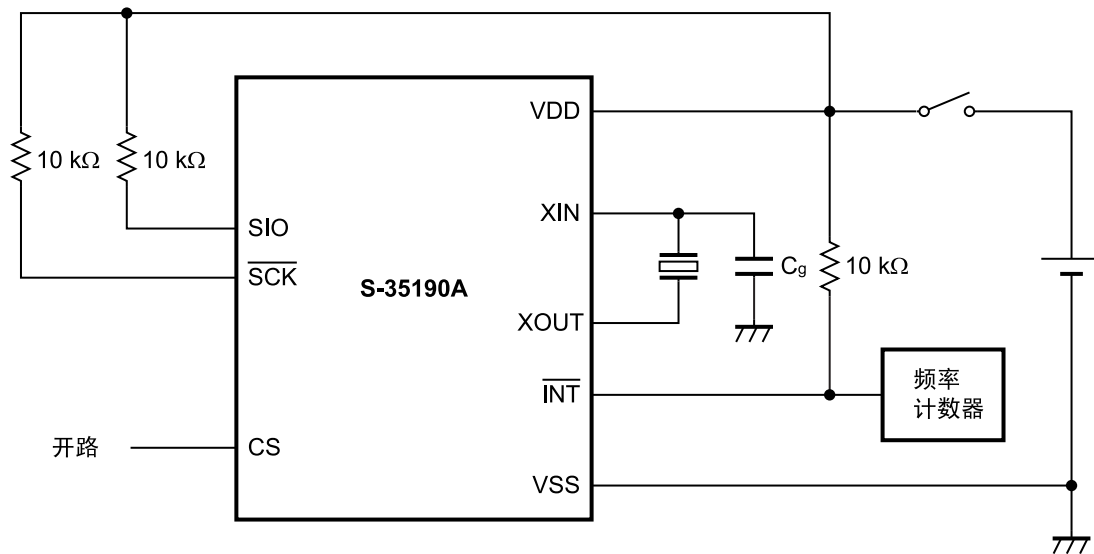 VDD
10 kΩ
10 kΩ
SIO
XIN
SCK
S-35190A
Cg
10 kΩ
XOUT
INT
频率
计数器
开路
CS
VSS